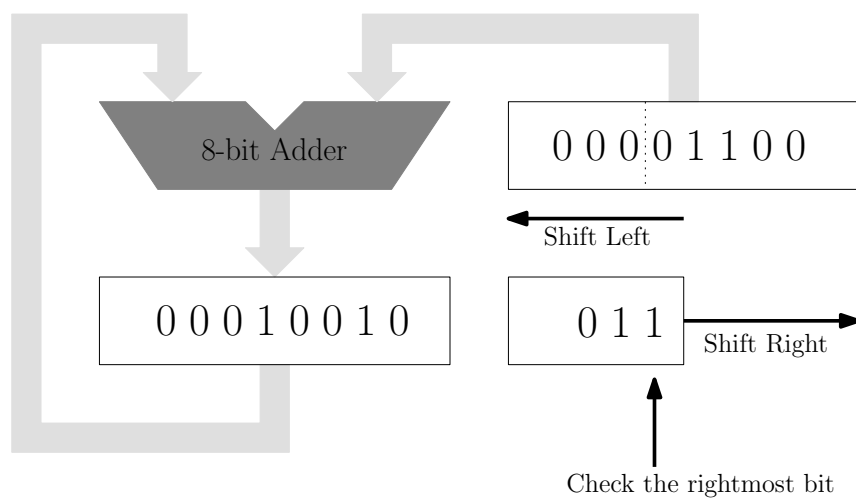 8-bit Adder
0 0 0 0 1 1 0 0
Shift Left
0 0 0 1 0 0 1 0
0 1 1
Shift Right
Check the rightmost bit